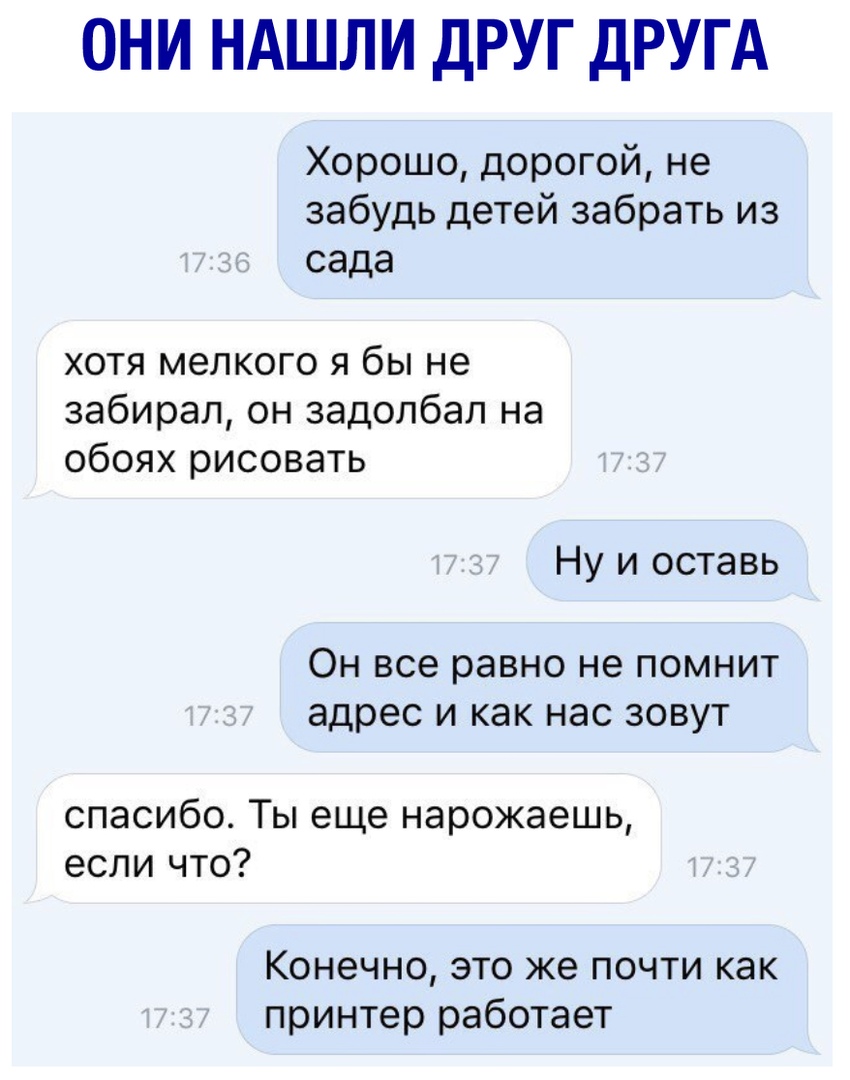 ОНИ НАШЛИ ДРУГ ДРУГА
Хорошо, дорогой, не
забудь детей забрать из
сада
17:36
хотя мелкого я бы не
забирал, он задолбал на
обоях рисовать
17:37
17:37
Ну и оставь
Он все равно не помнит
адрес и как нас зовут
17:37
спасибо. Ты еще нарожаешь,
если что?
17:37
Конечно, это же почти как
принтер работает
17:37